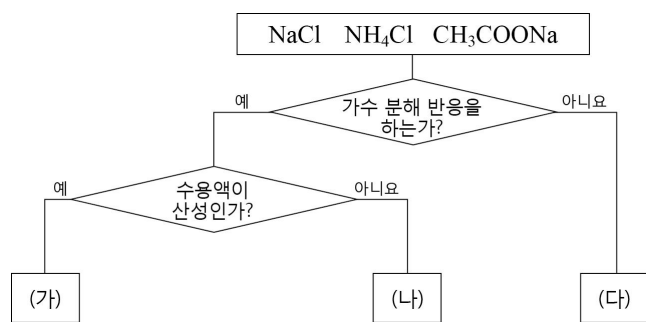 NaCl NH₄Cl CH₃COONa
예
가수 분해 반응을
하는가?
아니요
예
수용액이
산성인가?
아니요
(가)
(나)
(다)